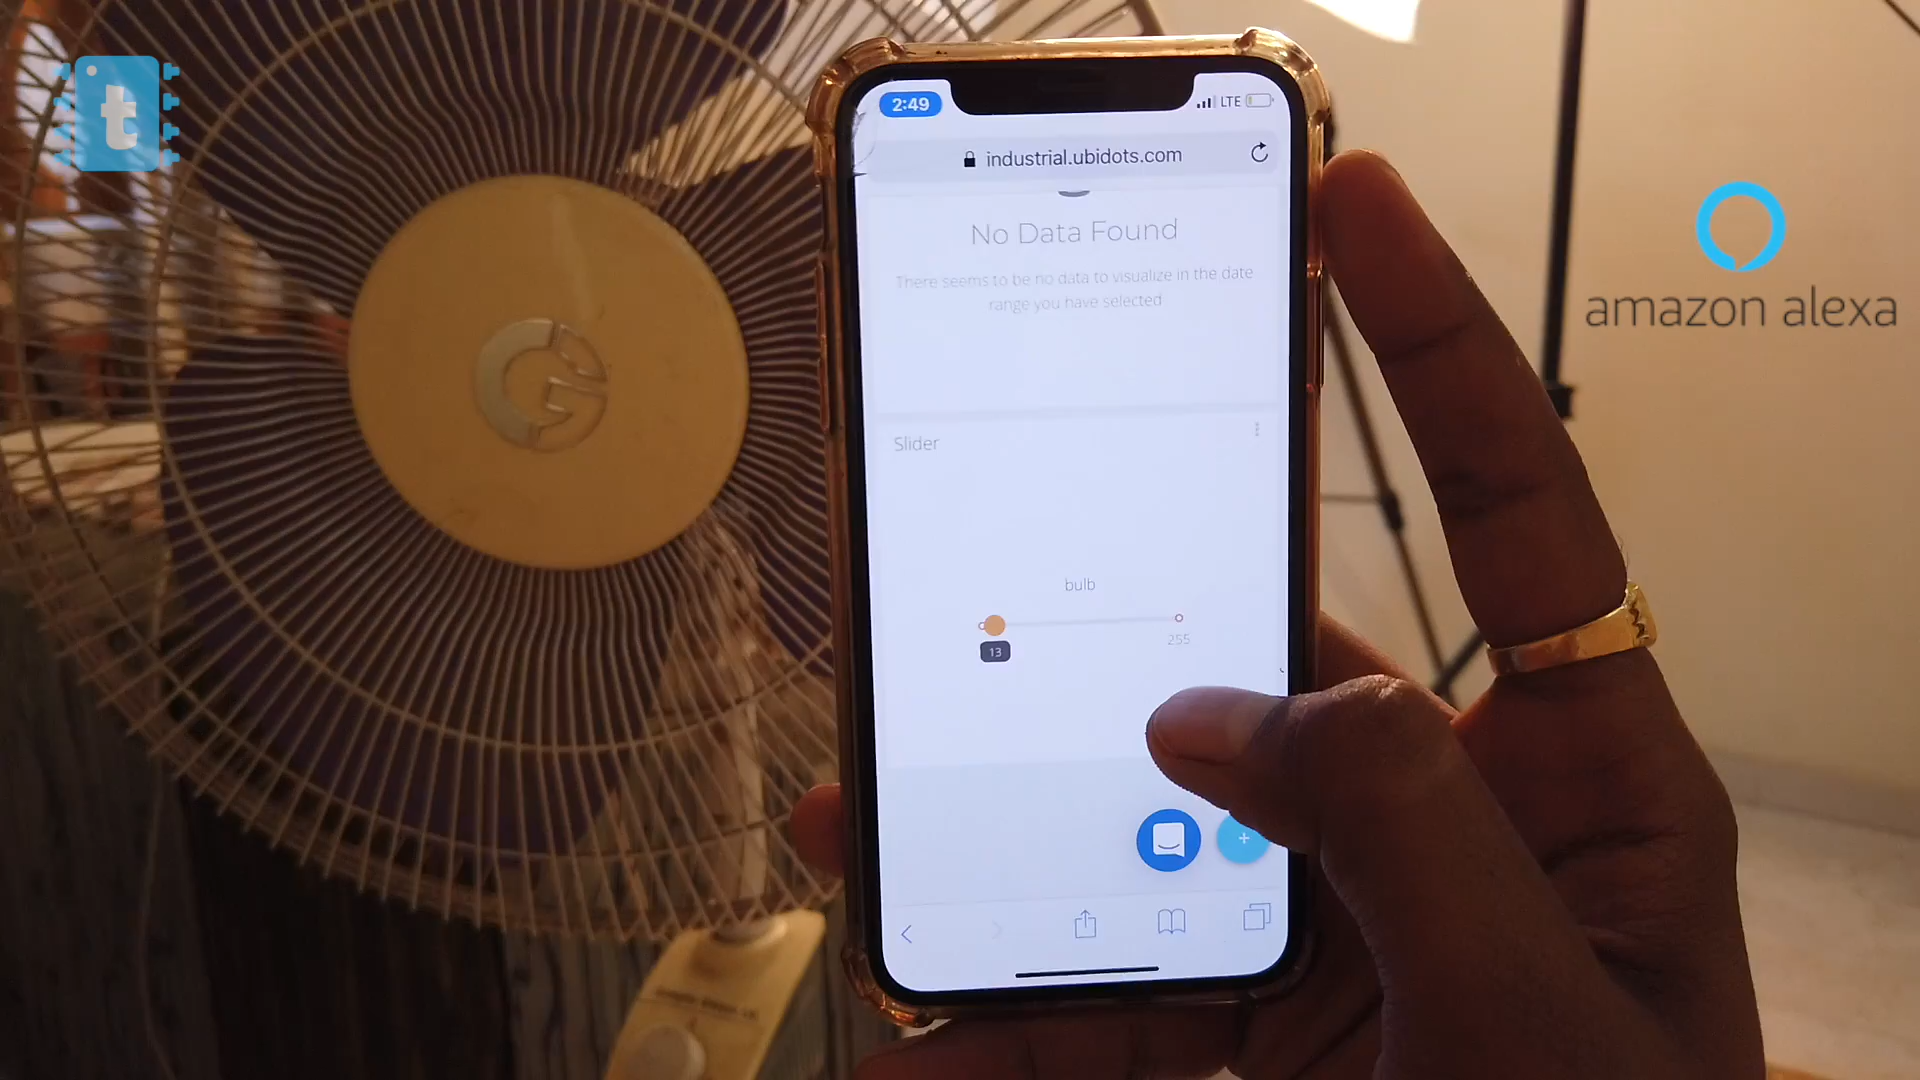 t
2:49
LTE
industrial.ubidots.com
No Data Found
There seems to be no data to visualize in the date
range you have selected
Slider
bulb
13
255
+
amazon alexa